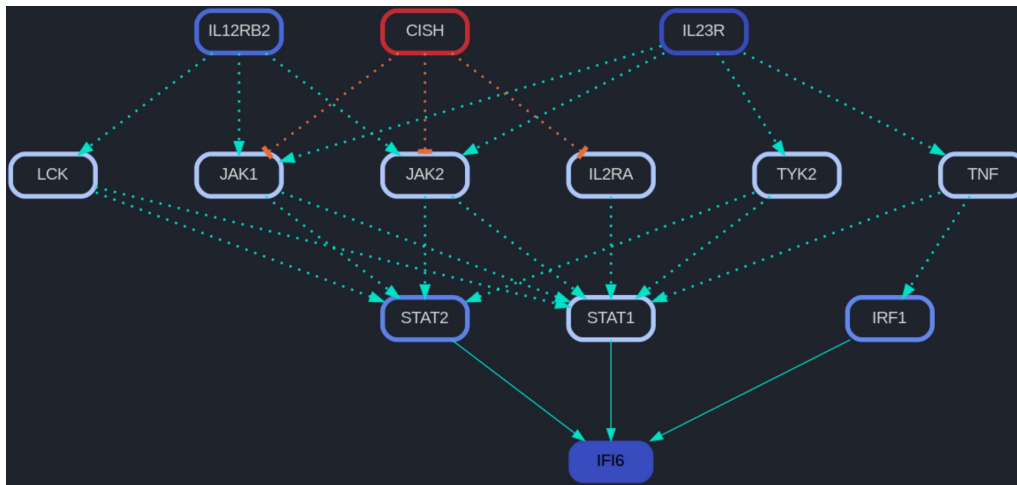 IL12RB2
CISH
IL23R
LCK
JAK1
JAK2
IL2RA
TYK2
TNF
STAT2
STAT1
IRF1
IFI6